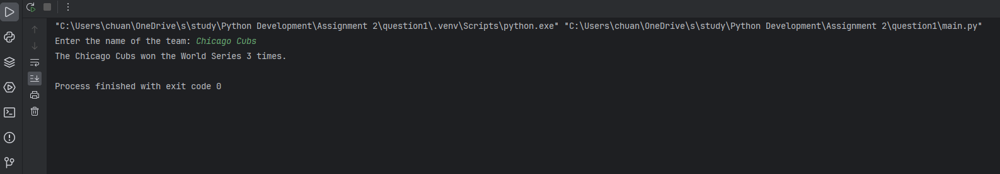 "C:\Users\chuan\OneDrive\s\study\Python Development\Assignment 2\question1\.venv\Scripts\python.exe" "C:\Users\chuan\OneDrive\s\study\Python Development\Assignment 2\question1\main.py"
Enter the name of the team: Chicago Cubs
The Chicago Cubs won the World Series 3 times.
Process finished with exit code 0